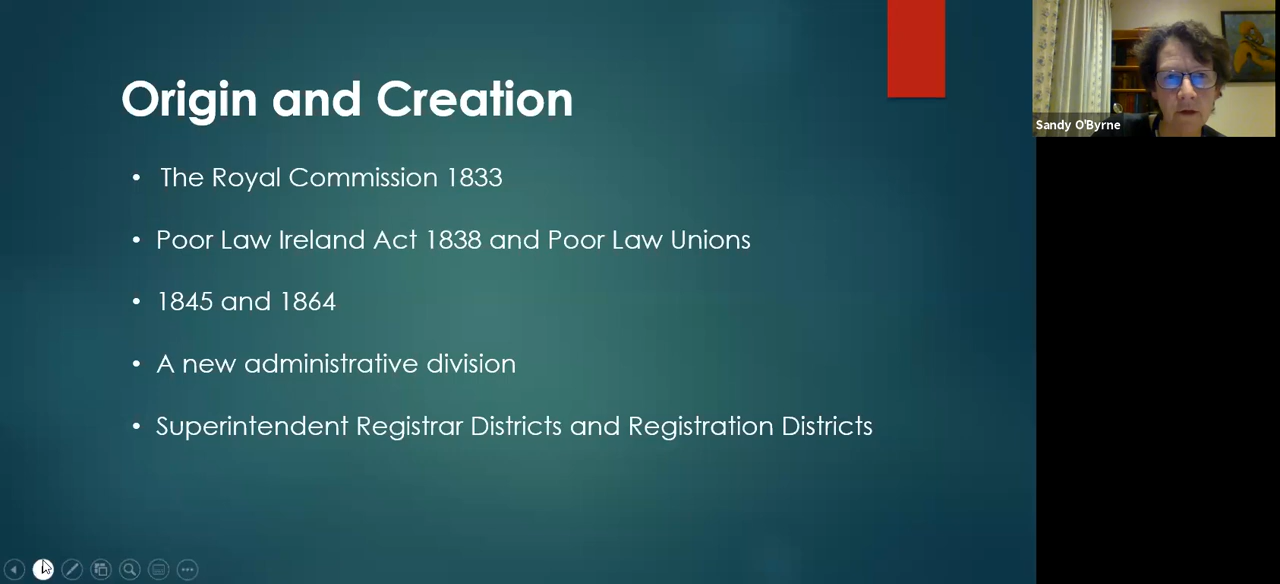 Origin and Creation
• The Royal Commission 1833
• Poor Law Ireland Act 1838 and Poor Law Unions
• 1845 and 1864
• A new administrative division
• Superintendent Registrar Districts and Registration Districts
Sandy O'Byrne